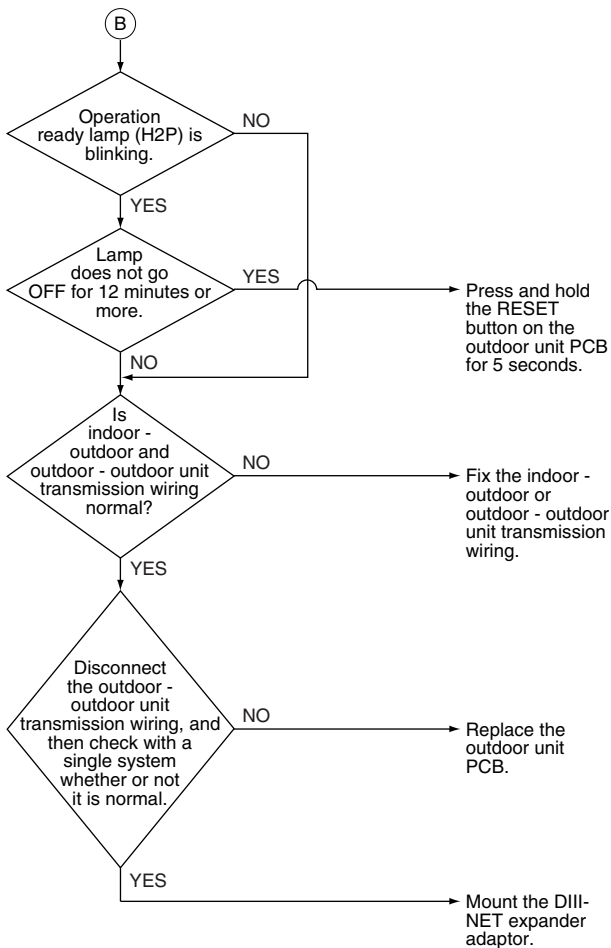 B
Operation
ready lamp (H2P) is
blinking.
NO
YES
Lamp
does not go
OFF for 12 minutes or
more.
YES
Press and hold
the RESET
button on the
outdoor unit PCB
for 5 seconds.
NO
Is
indoor -
outdoor and
outdoor - outdoor unit
transmission wiring
normal?
NO
Fix the indoor -
outdoor or
outdoor - outdoor
unit transmission
wiring.
YES
Disconnect
the outdoor -
outdoor unit
transmission wiring, and
then check with a
single system
whether or not
it is normal.
NO
Replace the
outdoor unit
PCB.
YES
Mount the DIII-
NET expander
adaptor.